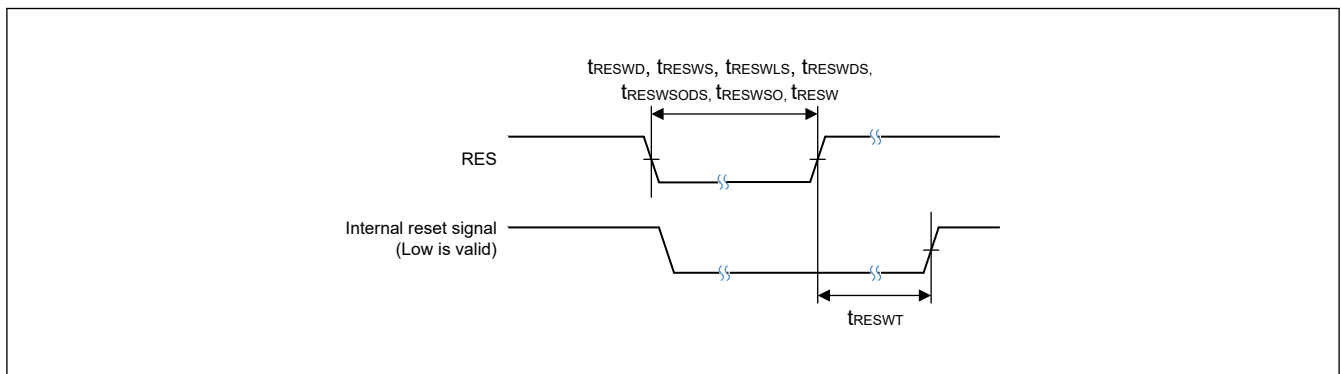 tRESWD, tRESWS, tRESWLS, tRESWDS,
tRESWSODS, tRESWSO, tRESW
RES
Internal reset signal
(Low is valid)
tRESWT